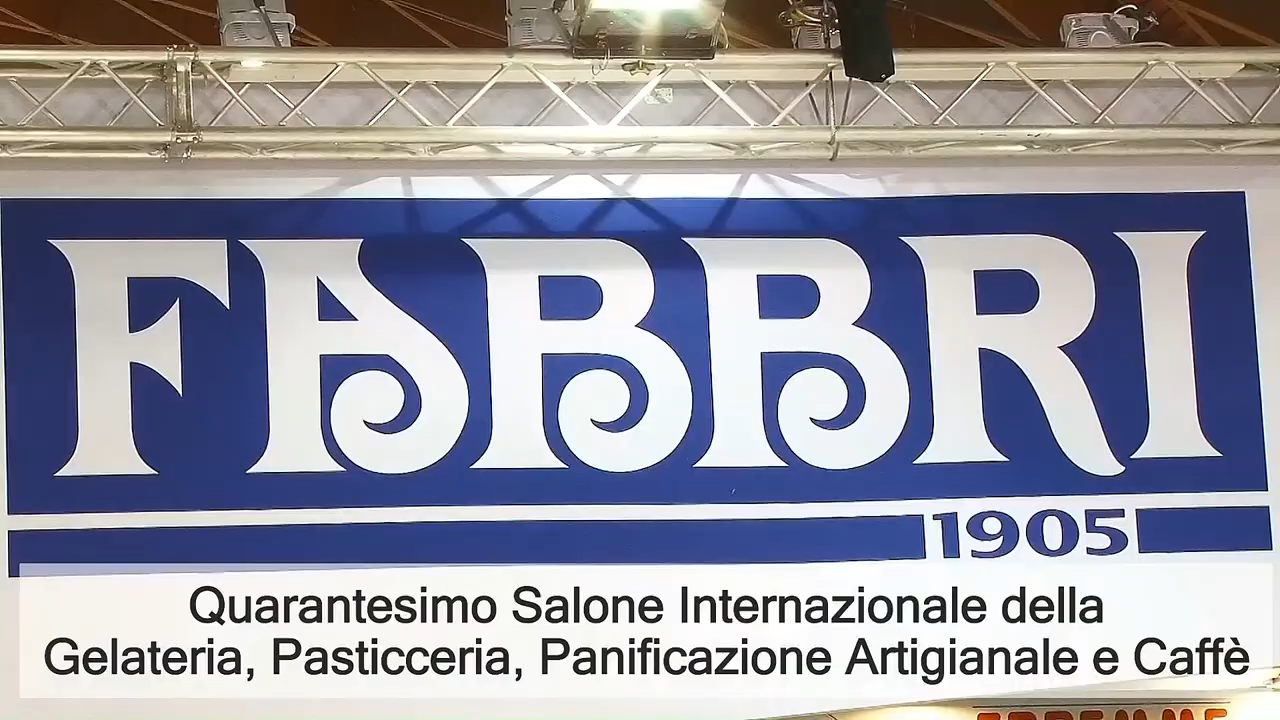 FABBRI
1905
Quarantesimo Salone Internazionale della
Gelateria, Pasticceria, Panificazione Artigianale e Caffè